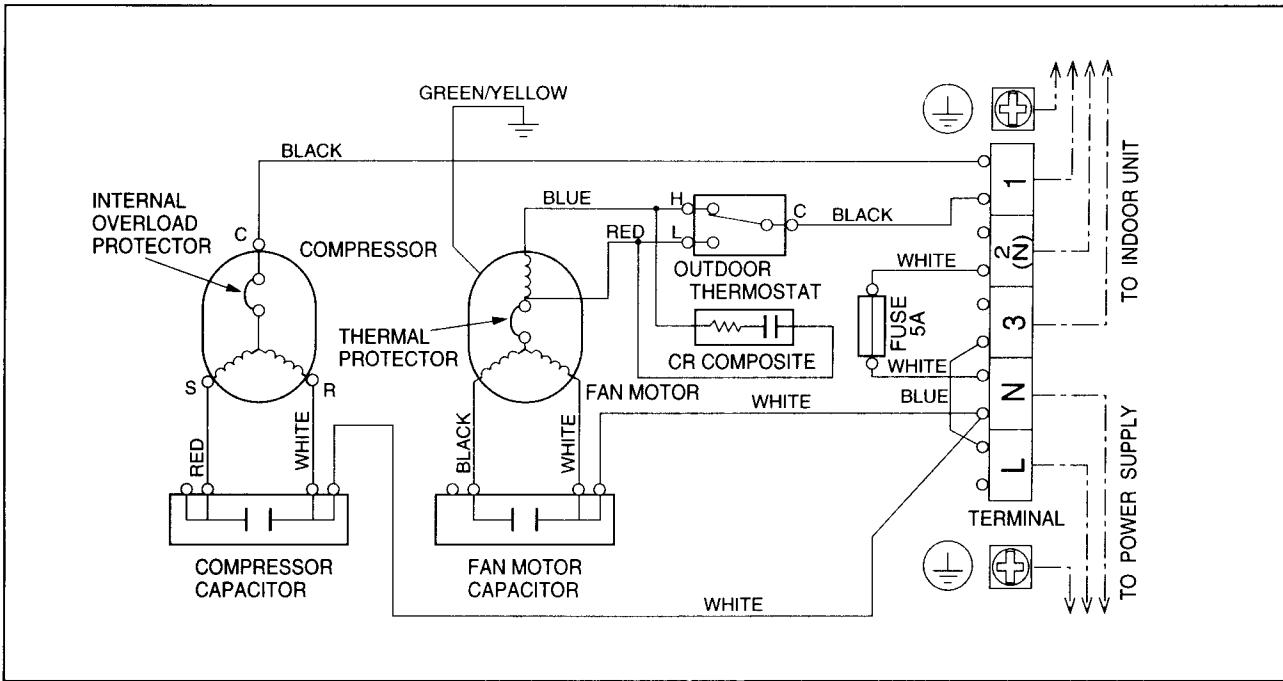 GREEN/YELLOW
BLACK
INTERNAL
OVERLOAD
PROTECTOR
C
COMPRESSOR
S
R
RED
WHITE
COMPRESSOR
CAPACITOR
BLUE
RED
THERMAL
PROTECTOR
FAN MOTOR
BLACK
WHITE
FAN MOTOR
CAPACITOR
H
L
C
OUTDOOR
THERMOSTAT
BLACK
CR COMPOSITE
WHITE
FUSE
5A
WHITE
BLUE
WHITE
WHITE
1
2
(N)
3
N
L
TERMINAL
TO INDOOR UNIT
TO POWER SUPPLY